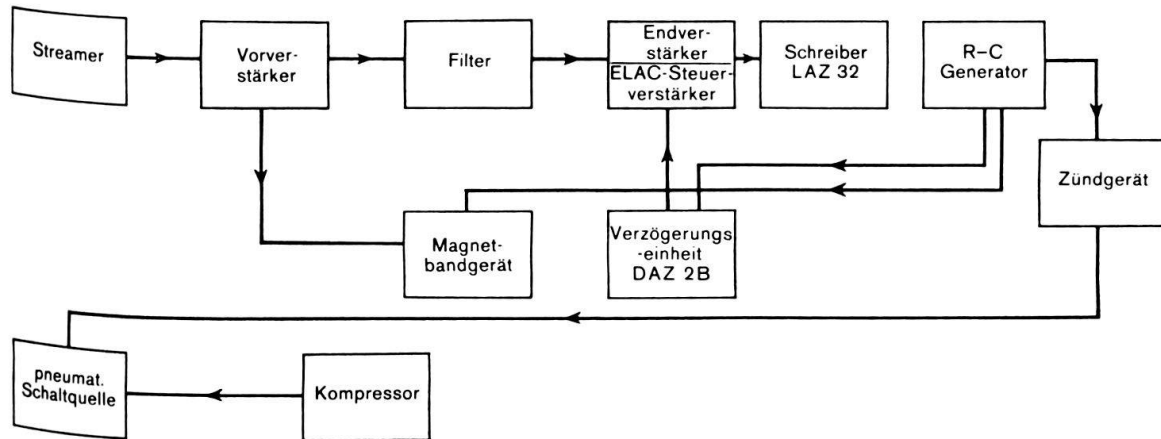 Streamer
Vorver-
stärker
Filter
Endver-
stärker
ELAC-Steuer-
verstärker
Schreiber
LAZ 32
R-C
Generator
Zündgerät
Magnet-
bandgerät
Verzögerungs
-einheit
DAZ 2B
pneumat.
Schaltquelle
Kompressor